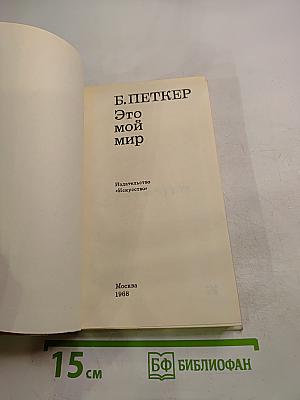 Б. ПЕТКЕР
Это
мой
мир
Издательство
«Искусство»
Москва
1968
15 см
БФ БИБЛИОФАН